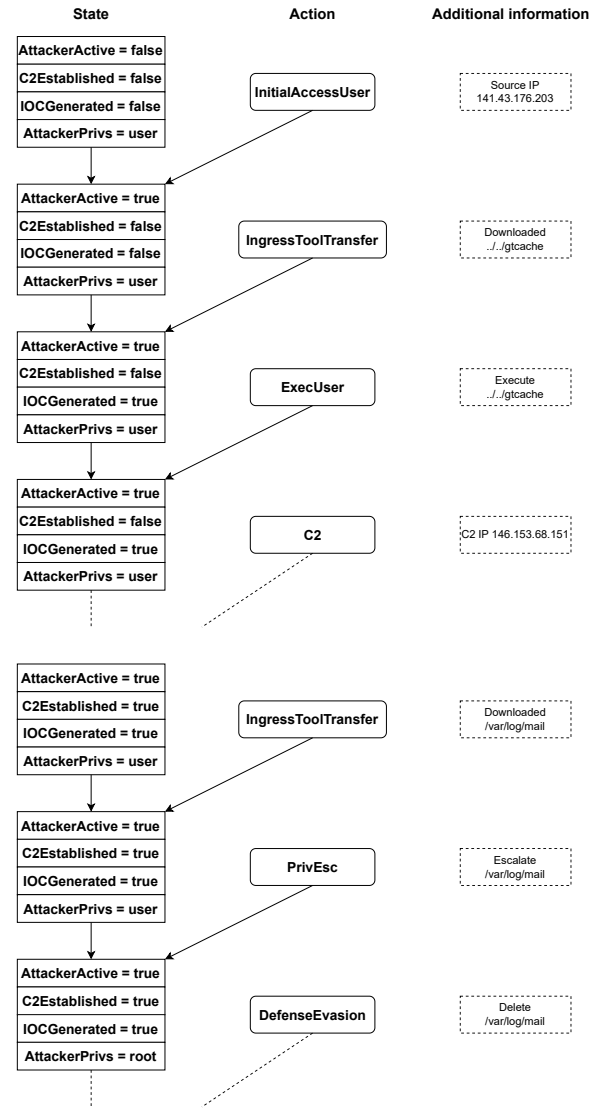 State
Action
Additional information
AttackerActive = false
C2Established = false
IOCGenerated = false
AttackerPrivs = user
InitialAccessUser
Source IP
141.43.176.203
AttackerActive = true
C2Established = false
IOCGenerated = false
AttackerPrivs = user
IngressToolTransfer
Downloaded
../../gtcache
AttackerActive = true
C2Established = false
IOCGenerated = true
AttackerPrivs = user
ExecUser
Execute
../../gtcache
AttackerActive = true
C2Established = false
IOCGenerated = true
AttackerPrivs = user
C2
C2 IP 146.153.68.151
AttackerActive = true
C2Established = true
IOCGenerated = true
AttackerPrivs = user
IngressToolTransfer
Downloaded
/var/log/mail
AttackerActive = true
C2Established = true
IOCGenerated = true
AttackerPrivs = user
PrivEsc
Escalate
/var/log/mail
AttackerActive = true
C2Established = true
IOCGenerated = true
AttackerPrivs = root
DefenseEvasion
Delete
/var/log/mail